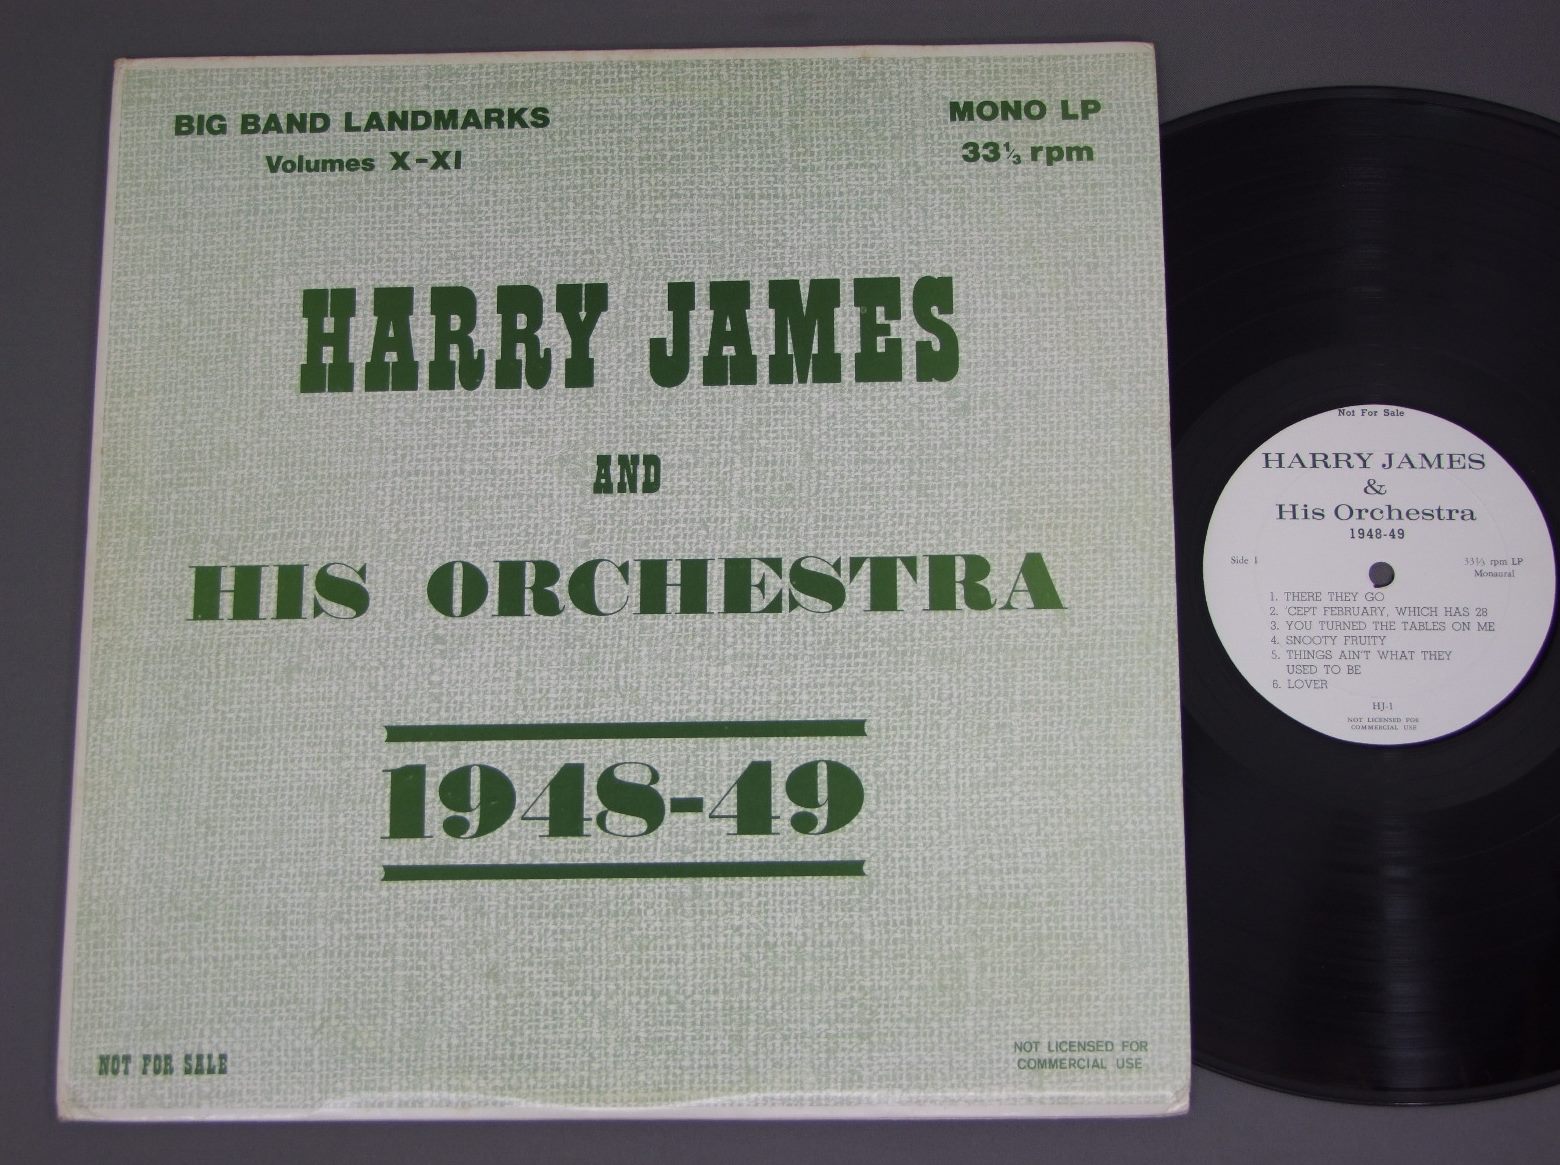 BIG BAND LANDMARKS
Volumes X-XI
MONO LP
33⅓ rpm
HARRY JAMES
AND
HIS ORCHESTRA
1948-49
NOT FOR SALE
NOT LICENSED FOR
COMMERCIAL USE
Not For Sale
HARRY JAMES
&
His Orchestra
1948-49
Side 1
33⅓ rpm LP
Monaural
1. THERE THEY GO
2. 'CEPT FEBRUARY, WHICH HAS 28
3. YOU TURNED THE TABLES ON ME
4. SNOOTY FRUITY
5. THINGS AIN'T WHAT THEY
USED TO BE
6. LOVER
HJ-1
NOT LICENSED FOR
COMMERCIAL USE